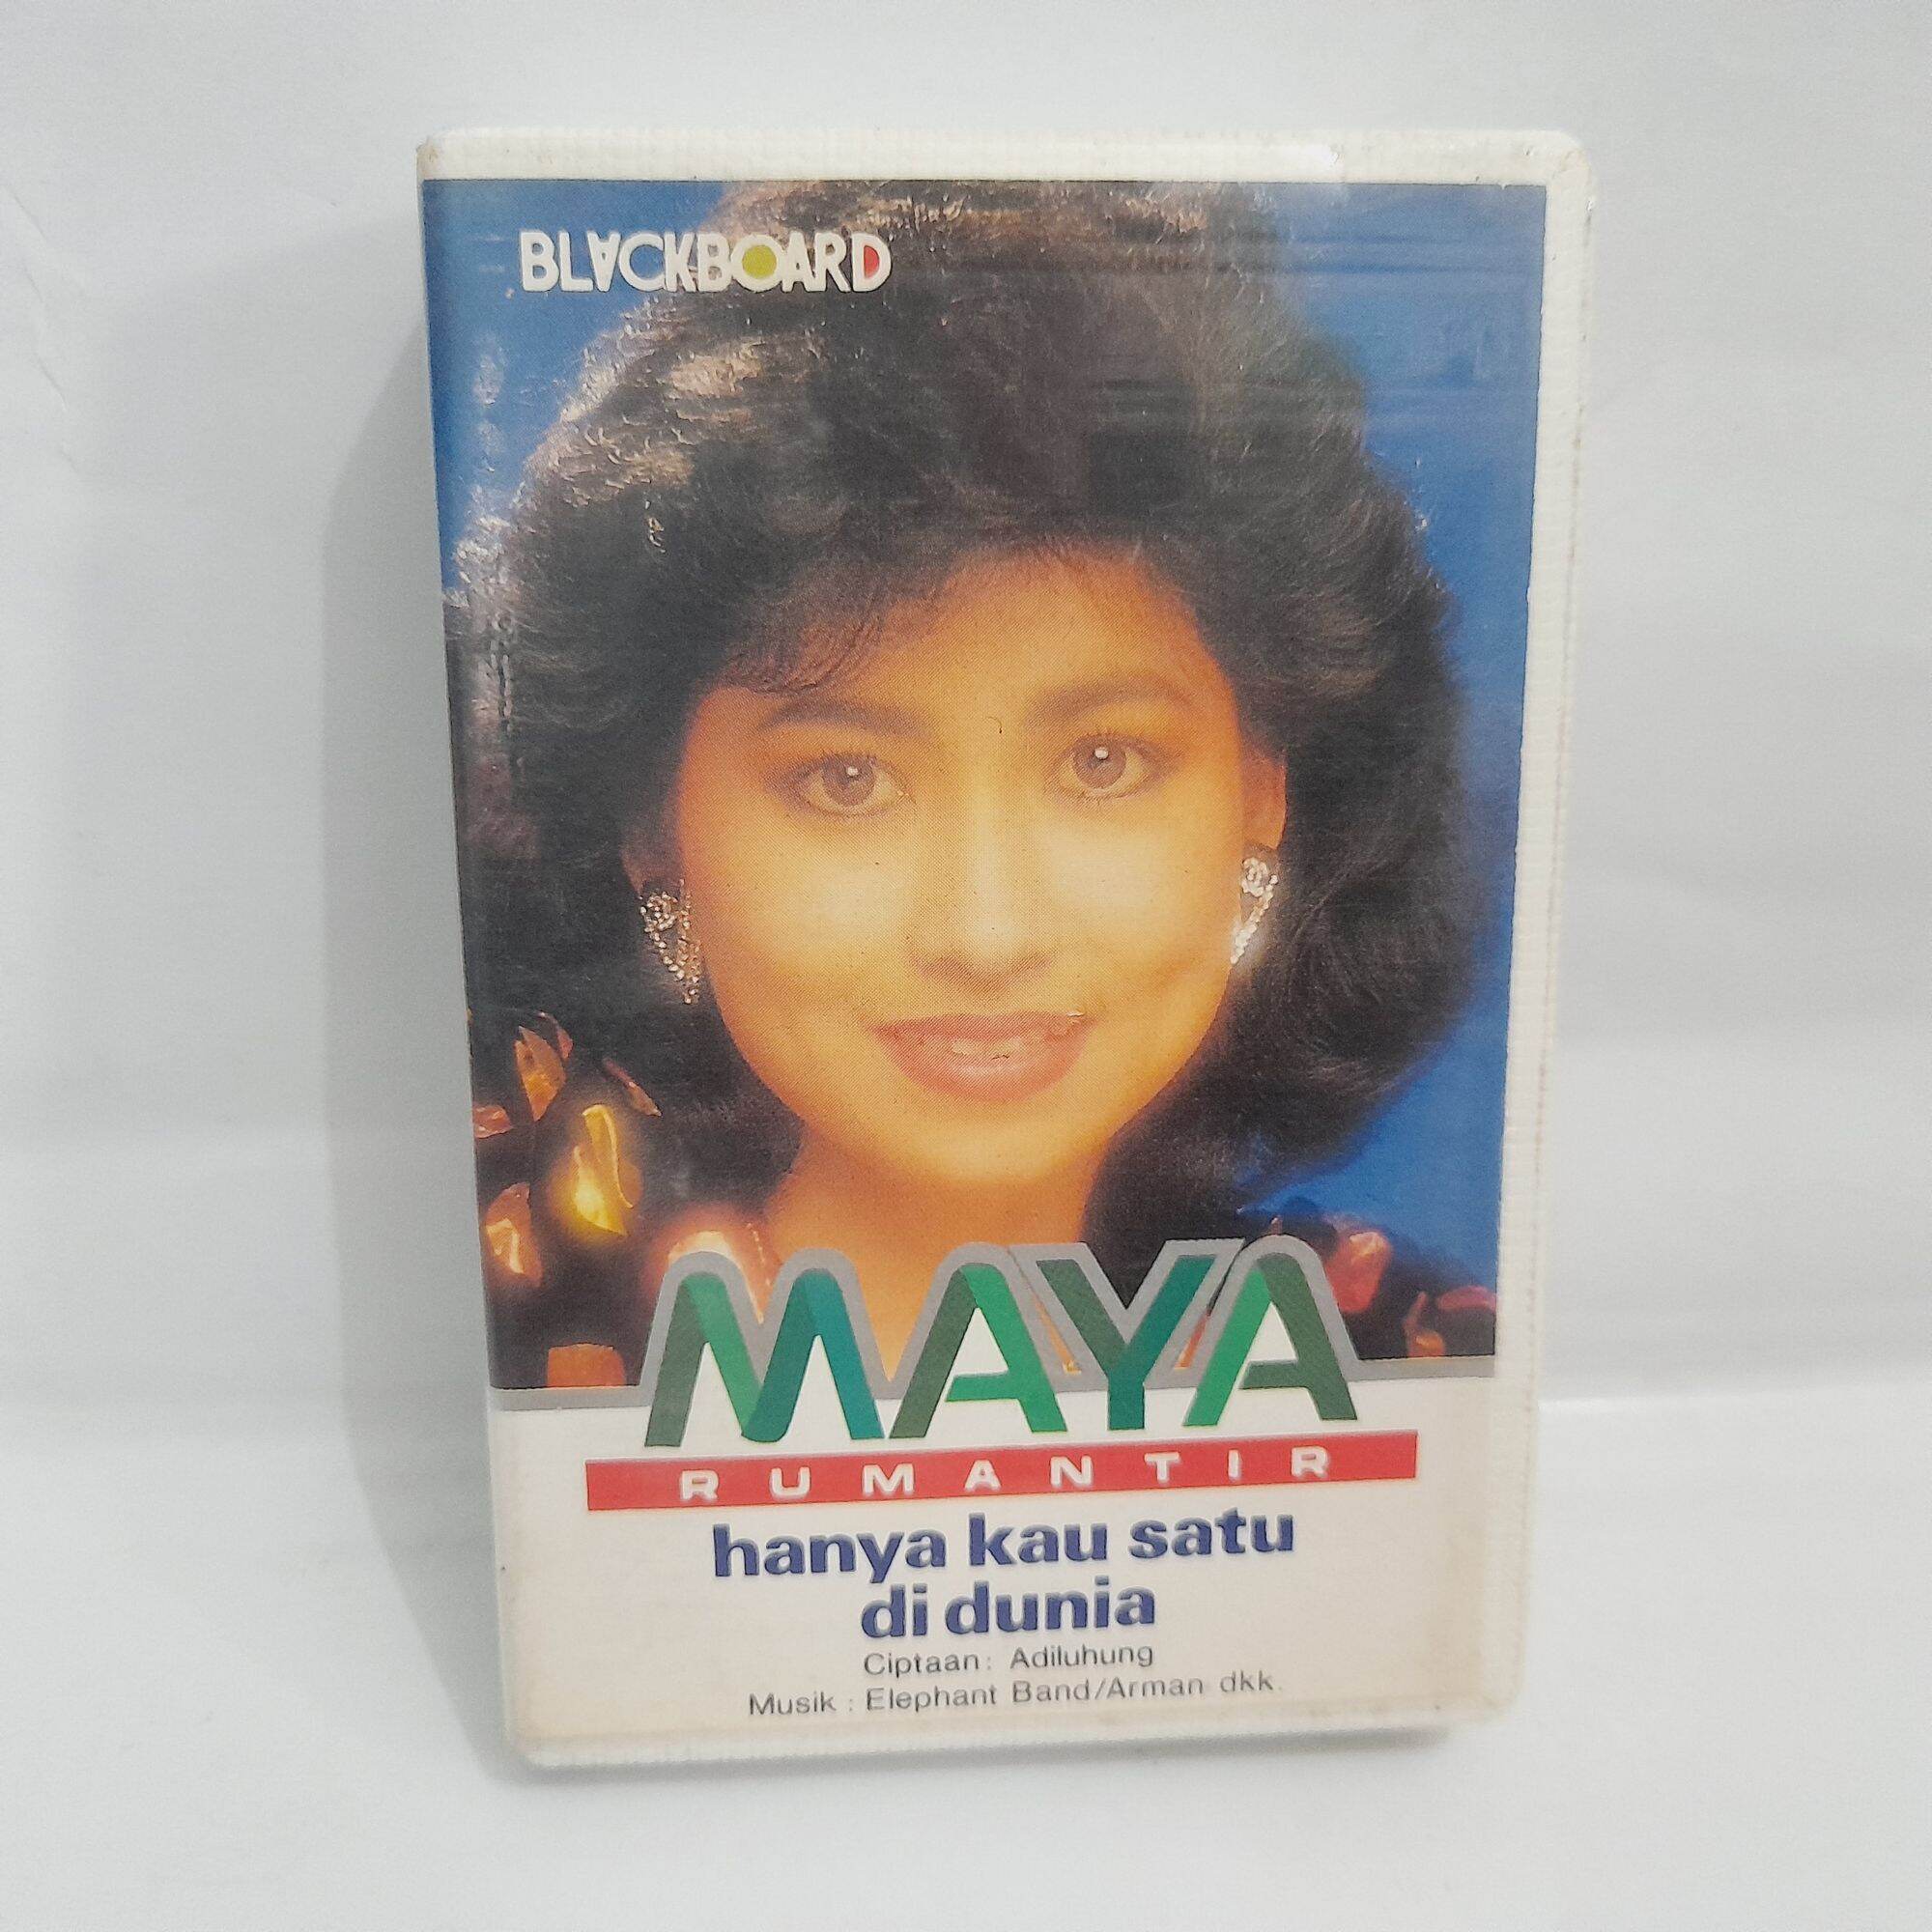 BLACKBOARD
MAYA
RUMANTIR
hanya kau satu
di dunia
Ciptaan: Adiluhung
Musik : Elephant Band/Arman dkk.